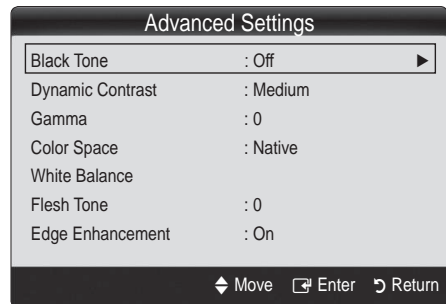 Advanced Settings
Black Tone : Off ►
Dynamic Contrast : Medium
Gamma : 0
Color Space : Native
White Balance
Flesh Tone : 0
Edge Enhancement : On
Move Enter Return